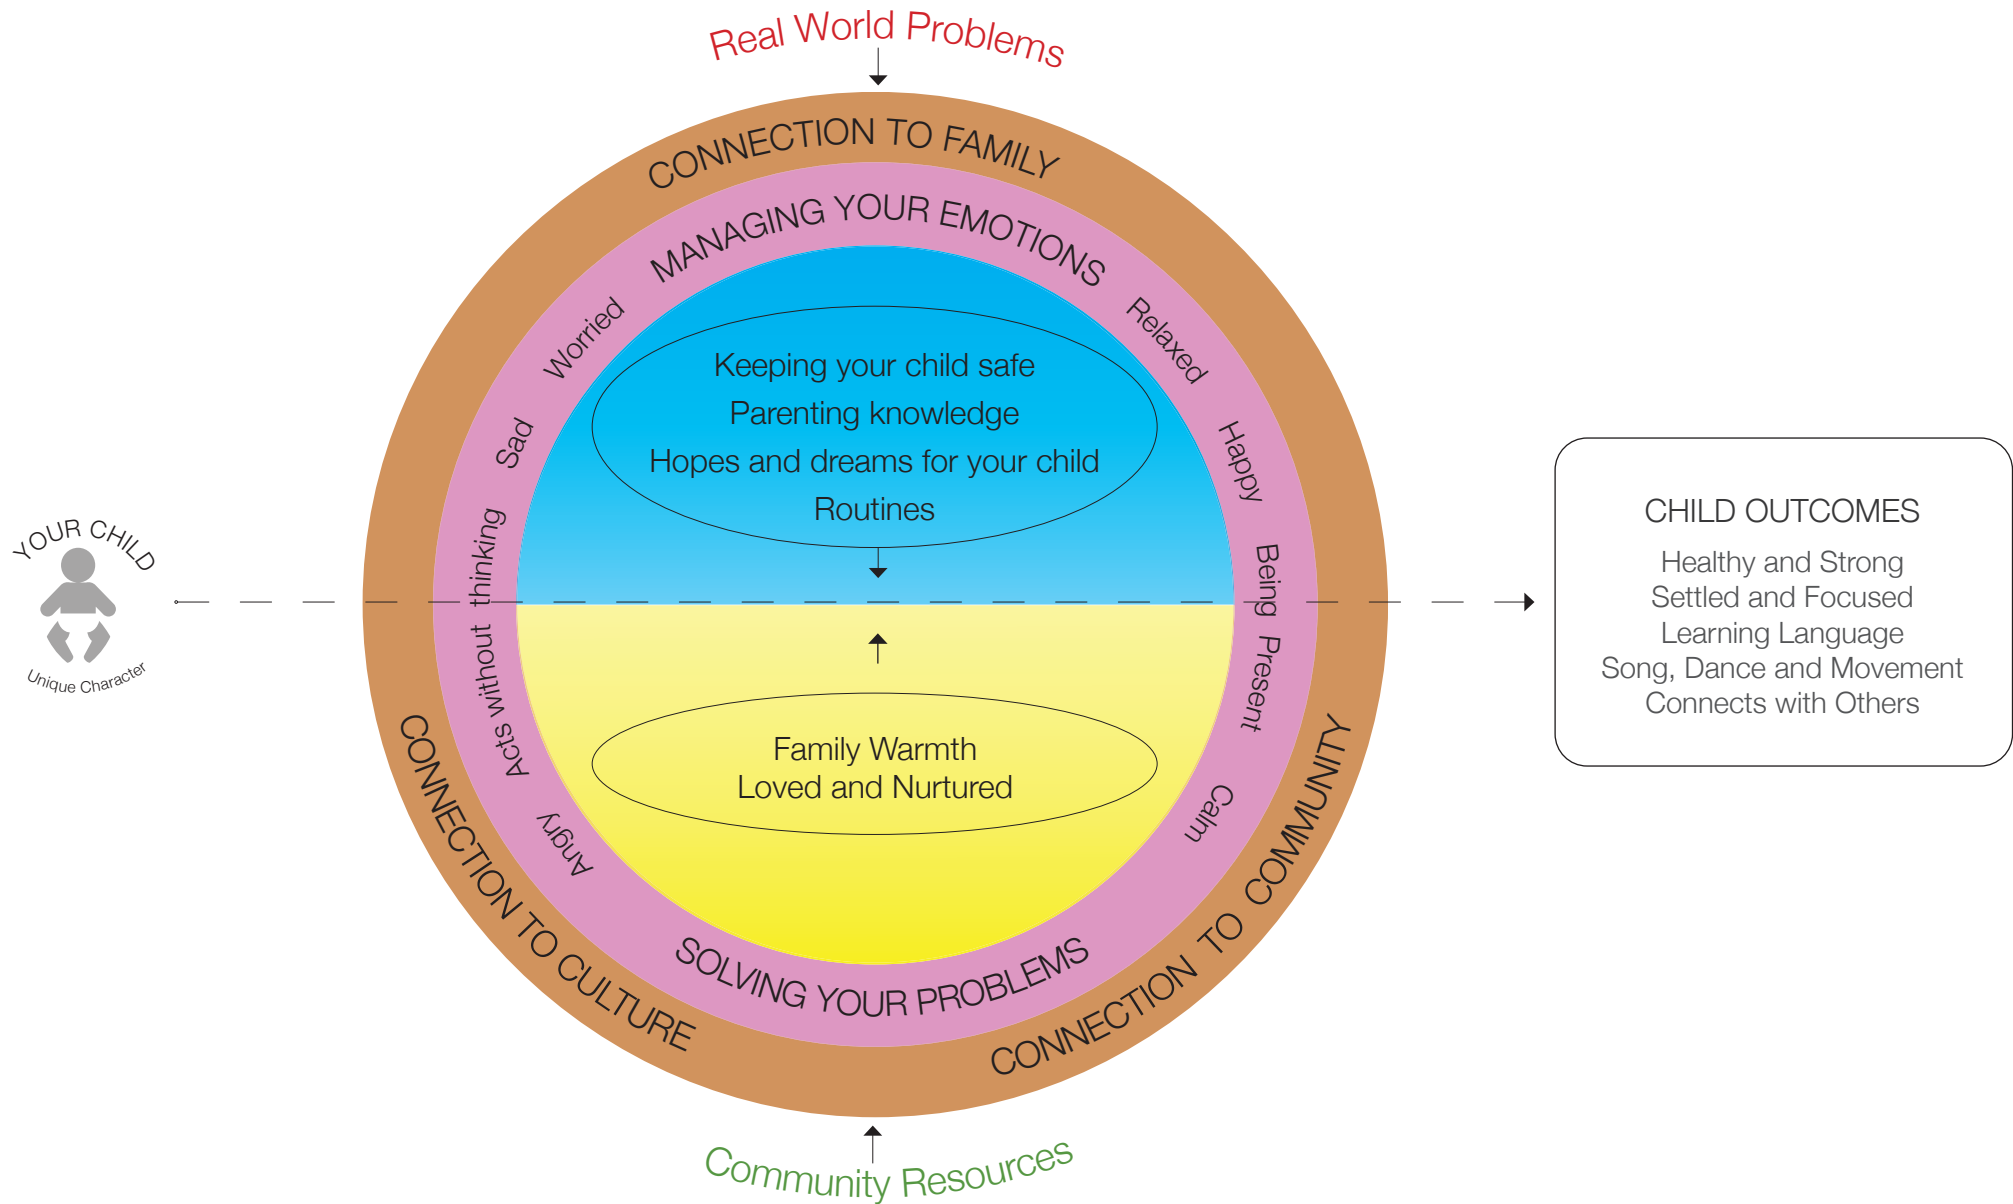 Real World Problems
CONNECTION TO FAMILY
MANAGING YOUR EMOTIONS
Worried
Sad
Acts without thinking
Angry
Relaxed
Happy
Being Present
Calm
Keeping your child safe
Parenting knowledge
Hopes and dreams for your child
Routines
Family Warmth
Loved and Nurtured
SOLVING YOUR PROBLEMS
CONNECTION TO CULTURE
CONNECTION TO COMMUNITY
Community Resources
YOUR CHILD
Unique Character
CHILD OUTCOMES
Healthy and Strong
Settled and Focused
Learning Language
Song, Dance and Movement
Connects with Others